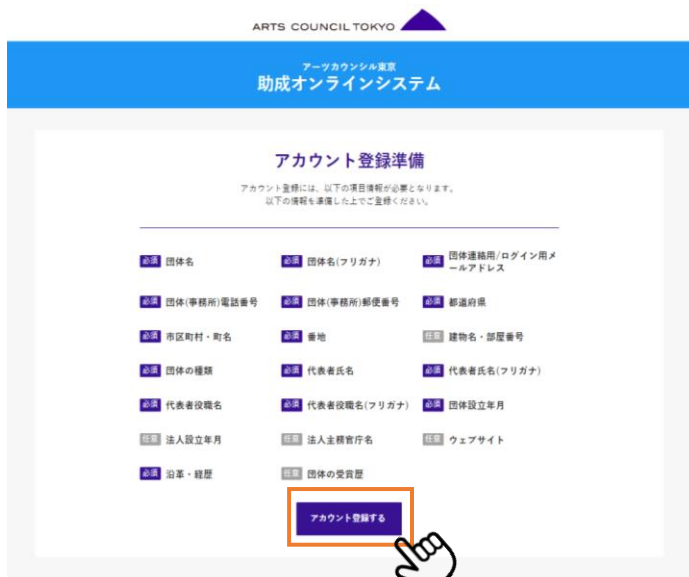 ARTS COUNCIL TOKYO
アーツカウンシル東京
助成オンラインシステム
アカウント登録準備
アカウント登録には、以下の項目情報が必要となります。
以下の情報を準備した上でご登録ください。
必須 団体名
必須 団体名(フリガナ)
必須 団体連絡用/ログイン用メ
ールアドレス
必須 団体(事務所)電話番号
必須 団体(事務所)郵便番号
必須 都道府県
必須 市区町村・町名
必須 番地
任意 建物名・部屋番号
必須 団体の種類
必須 代表者氏名
必須 代表者氏名(フリガナ)
必須 代表者役職名
必須 代表者役職名(フリガナ)
必須 団体設立年月
任意 法人設立年月
任意 法人主務官庁名
任意 ウェブサイト
必須 沿革・経歴
任意 団体の受賞歴
アカウント登録する